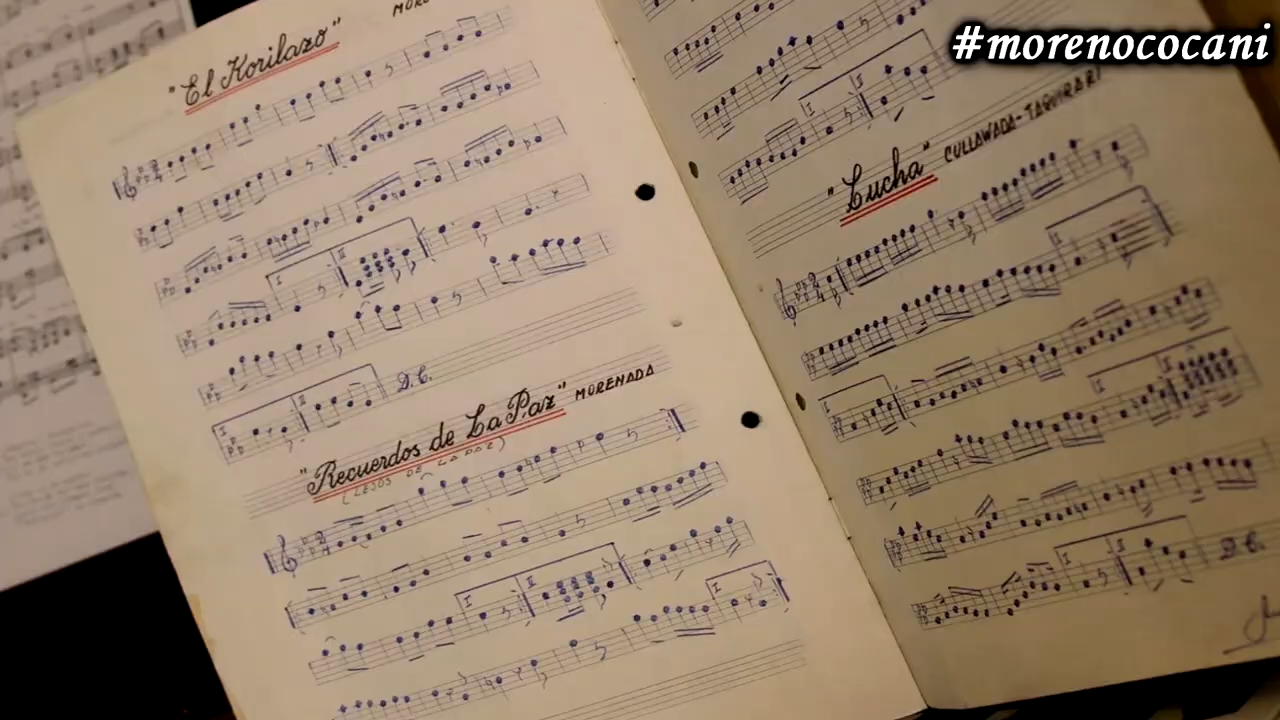 #morenococani
"El Korilazo"
D.C.
"Recuerdos de La Paz" MORENADA
(LEJOS DE LA PAZ)
"Lucha" CULLAWADA-TAQUIRARI
D.C.